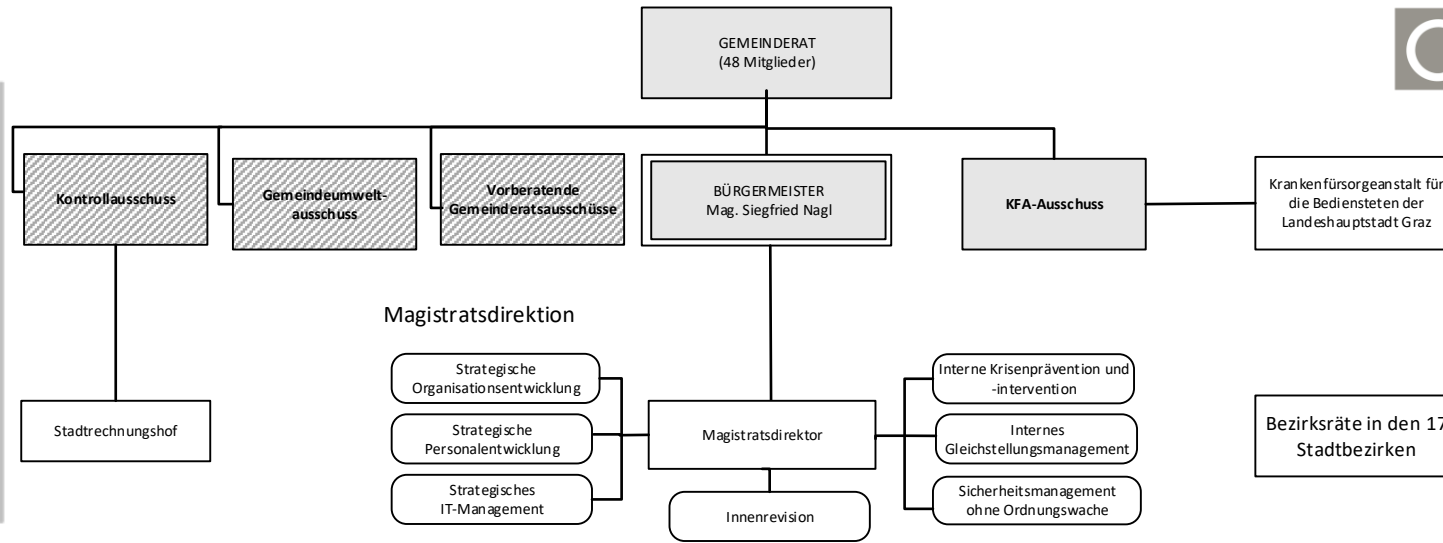 GEMEINDERAT
(48 Mitglieder)
Kontrollausschuss
Gemeindeumwelt-
ausschuss
Vorberatende
Gemeinderatsausschüsse
BÜRGERMEISTER
Mag. Siegfried Nagl
KFA-Ausschuss
Krankenfürsorgeanstalt für
die Bediensteten der
Landeshauptstadt Graz
Magistratsdirektion
Strategische
Organisationsentwicklung
Interne Krisenprävention und
-intervention
Stadtrechnungshof
Strategische
Personalentwicklung
Magistratsdirektor
Internes
Gleichstellungsmanagement
Bezirksräte in den 17
Stadtbezirken
Strategisches
IT-Management
Innenrevision
Sicherheitsmanagement
ohne Ordnungswache